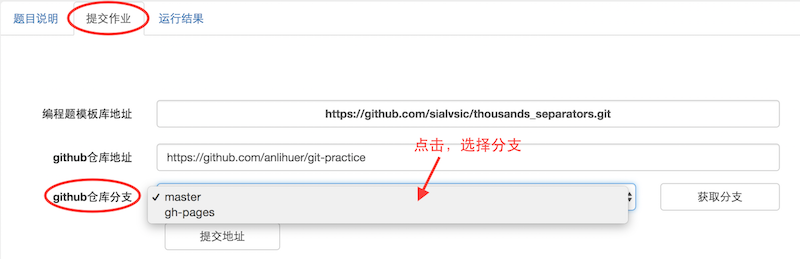 题目说明 提交作业 运行结果
编程题模板库地址 https://github.com/sialvsic/thousands_separators.git
github仓库地址 https://github.com/anlihuer/git-practice
点击，选择分支
github仓库分支 ✓ master 获取分支
gh-pages
提交地址